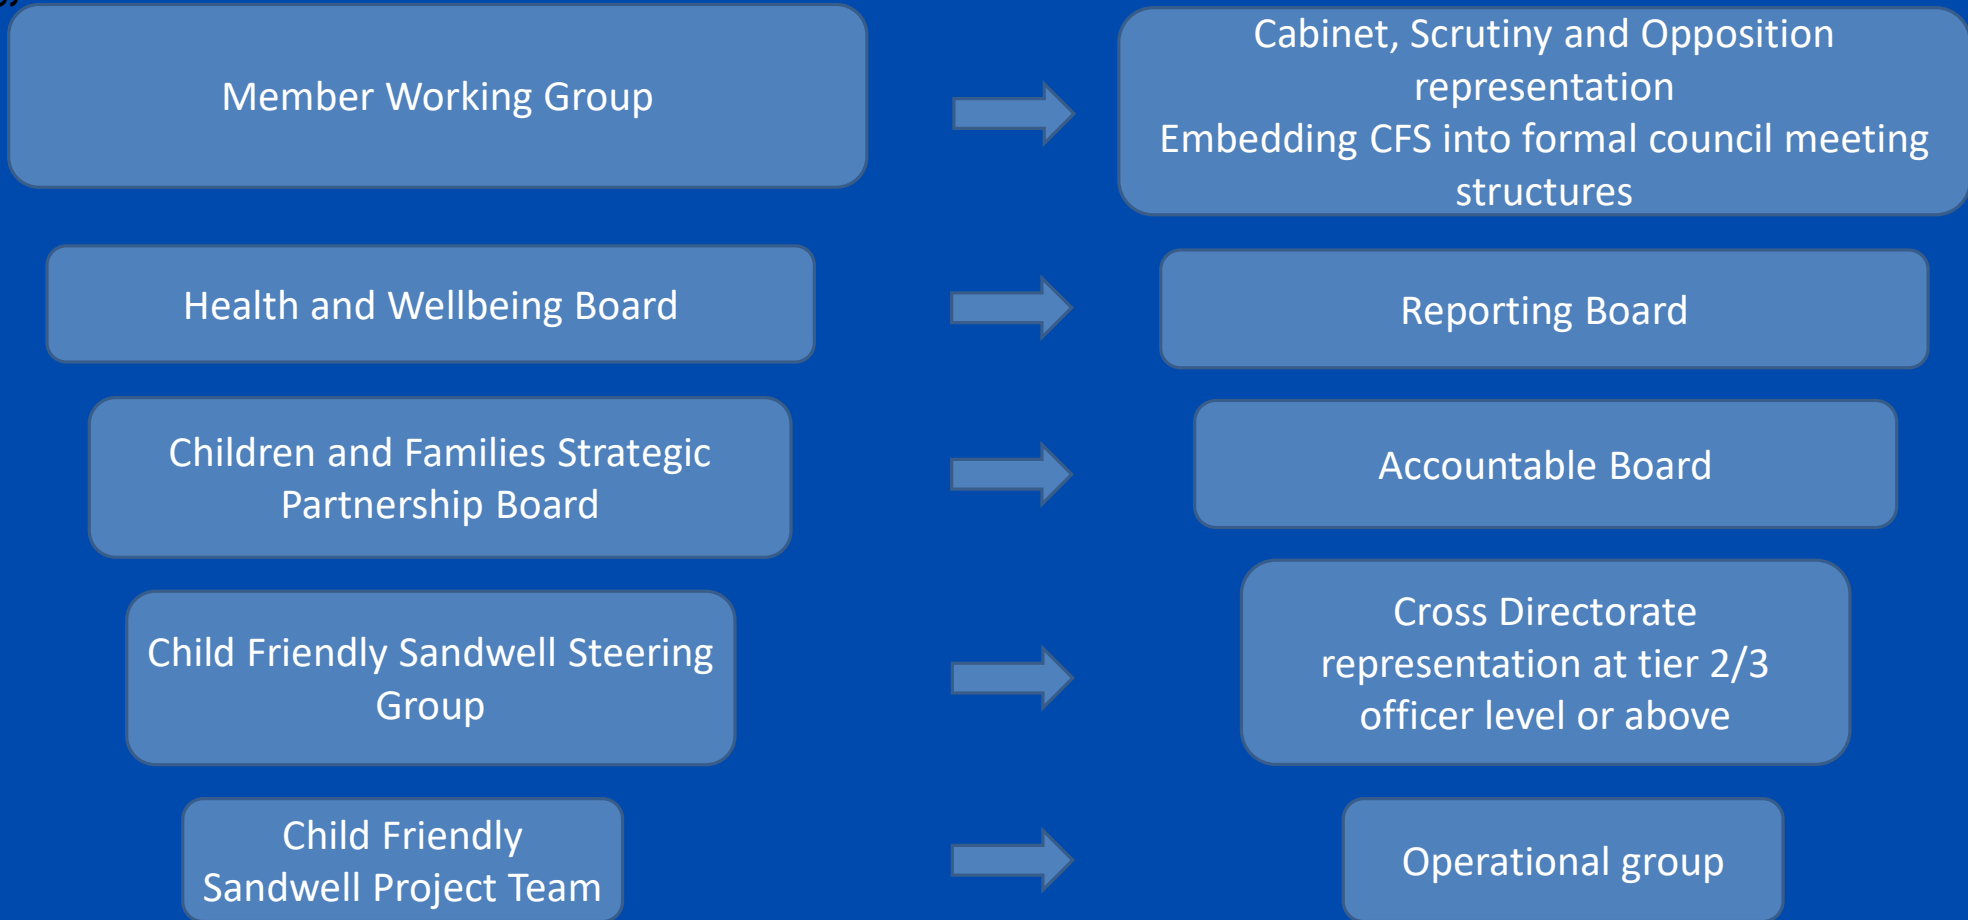 Member Working Group
Cabinet, Scrutiny and Opposition
representation
Embedding CFS into formal council meeting
structures
Health and Wellbeing Board
Reporting Board
Children and Families Strategic
Partnership Board
Accountable Board
Child Friendly Sandwell Steering
Group
Cross Directorate
representation at tier 2/3
officer level or above
Child Friendly
Sandwell Project Team
Operational group